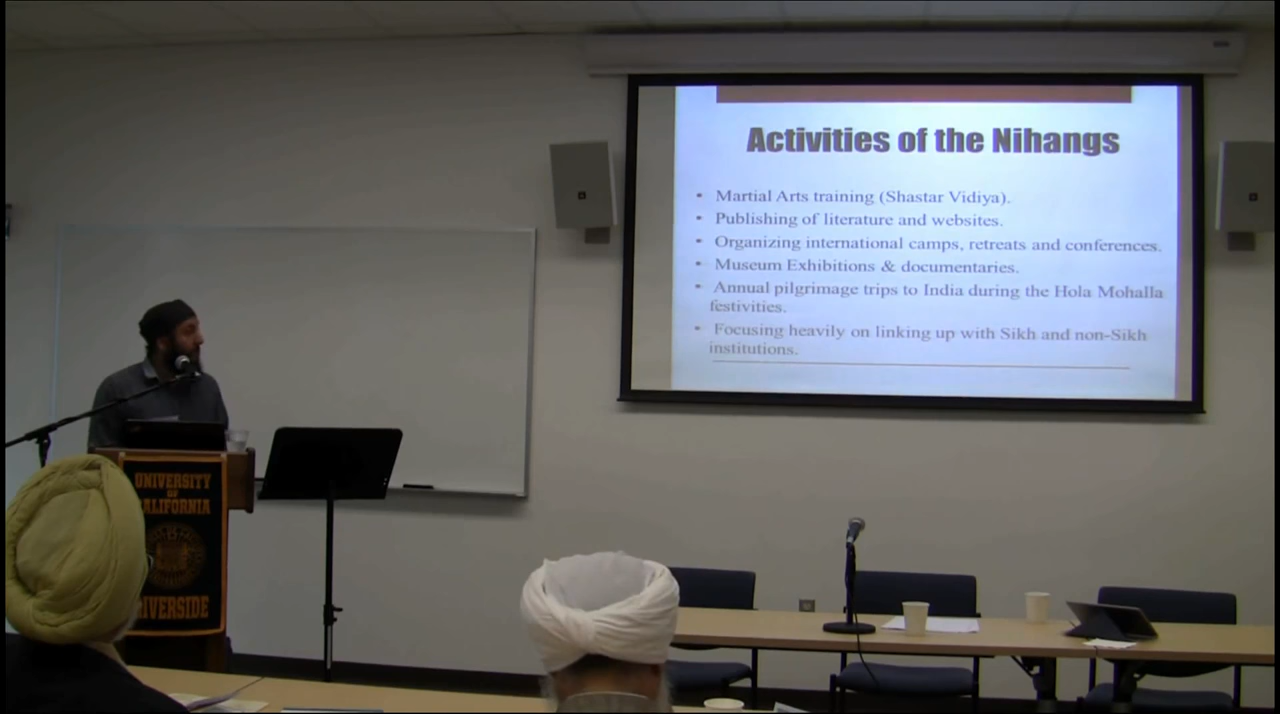 Activities of the Nihangs
• Martial Arts training (Shastar Vidiya).
• Publishing of literature and websites.
• Organizing international camps, retreats and conferences.
• Museum Exhibitions & documentaries.
• Annual pilgrimage trips to India during the Hola Mohalla
festivities.
• Focusing heavily on linking up with Sikh and non-Sikh
institutions.
UNIVERSITY
OF
ALIFORNIA
IVERSIDE